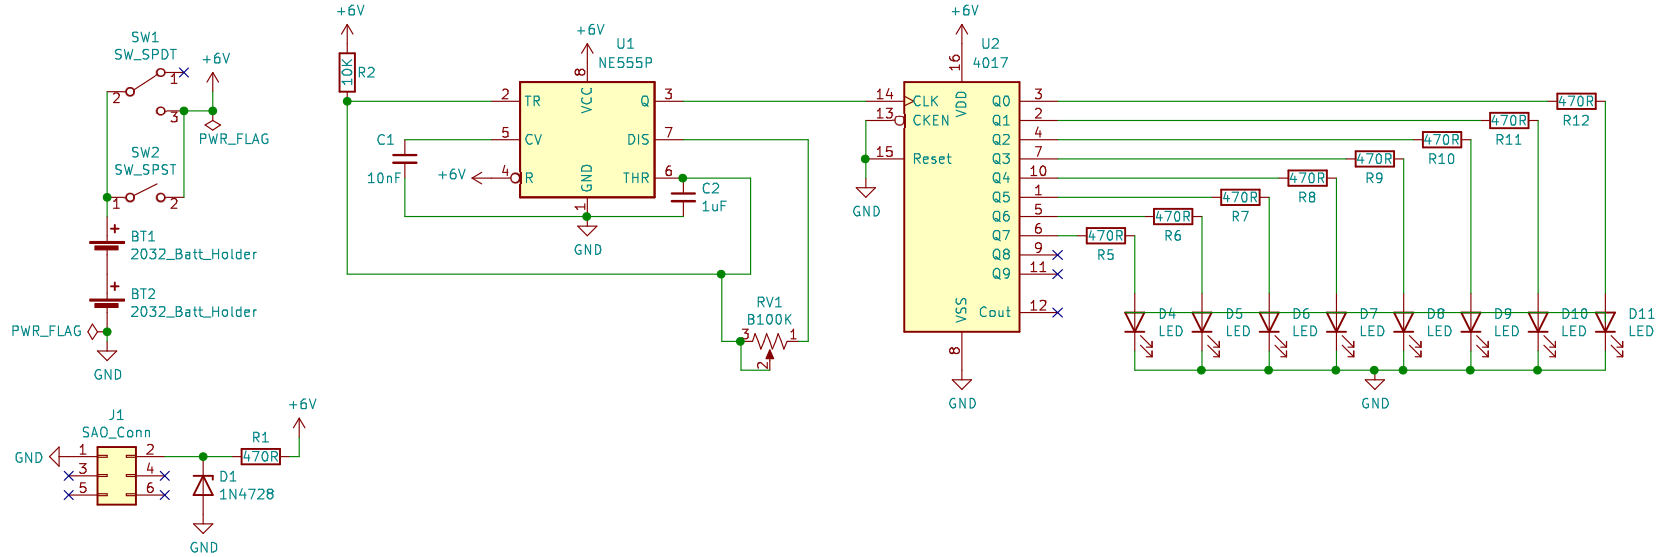 SW1
SW_SPDT
1
2
3
+6V
PWR_FLAG
SW2
SW_SPST
1
2
+
BT1
2032_Batt_Holder
+
BT2
2032_Batt_Holder
PWR_FLAG
GND
J1
SAO_Conn
GND
1
2
3
4
5
6
R1
470R
+6V
D1
1N4728
GND
+6V
10K
R2
+6V
U1
NE555P
8
VCC
2
TR
Q
3
5
CV
DIS
7
4
R
THR
6
GND
1
+6V
C1
10nF
C2
1uF
GND
RV1
B100K
3
1
2
+6V
U2
4017
16
VDD
14
CLK
13
CKEN
15
Reset
GND
Q0
3
Q1
2
Q2
4
Q3
7
Q4
10
Q5
1
Q6
5
Q7
6
Q8
9
Q9
11
Cout
12
VSS
8
GND
470R
R12
470R
R11
470R
R10
470R
R9
470R
R8
470R
R7
470R
R6
470R
R5
D4
LED
D5
LED
D6
LED
D7
LED
D8
LED
D9
LED
D10
LED
D11
LED
GND